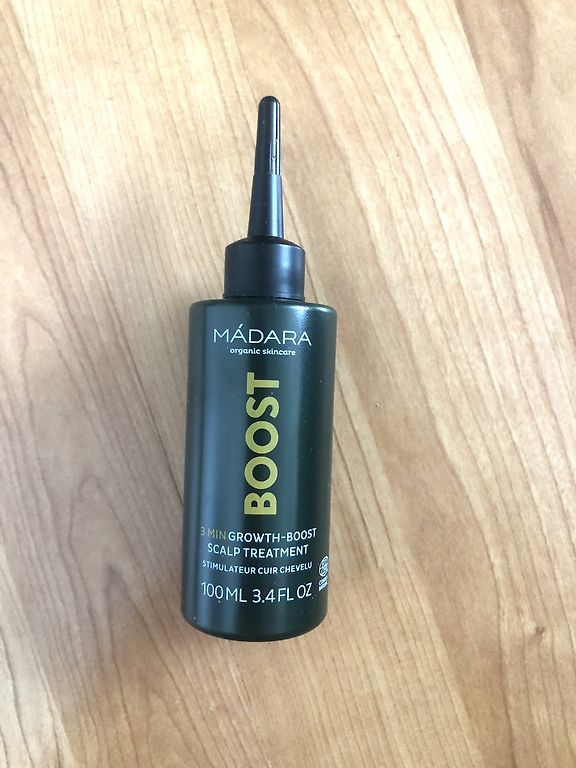 MÁDARA
organic skincare
BOOST
3 MIN GROWTH-BOOST
SCALP TREATMENT
STIMULATEUR CUIR CHEVELU
100 ML 3.4 FL OZ